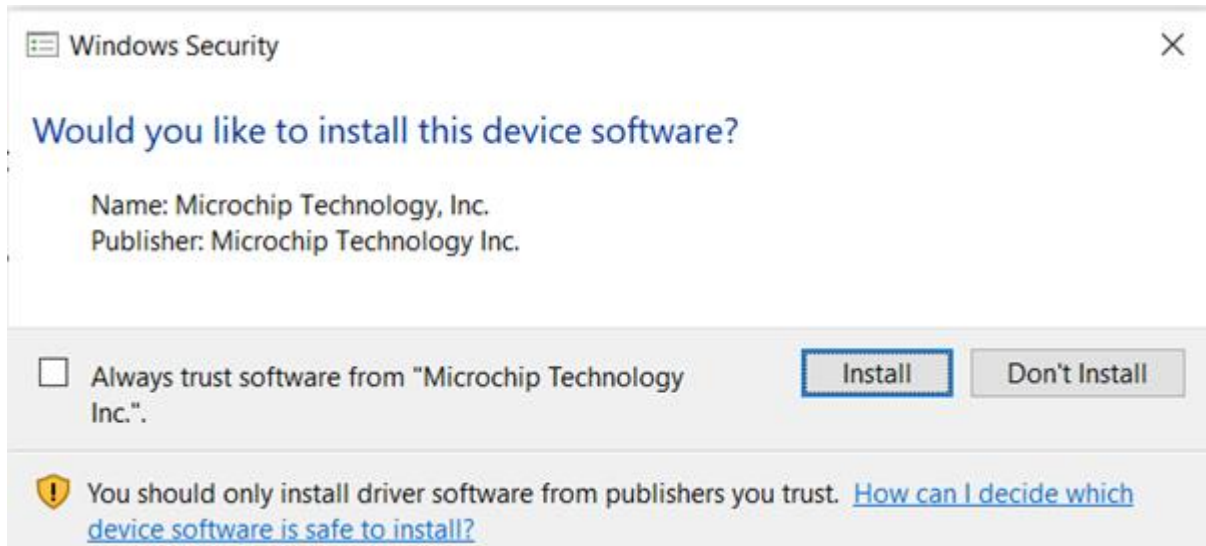 Windows Security
Would you like to install this device software?
Name: Microchip Technology, Inc.
Publisher: Microchip Technology Inc.
Always trust software from "Microchip Technology
Inc.".
Install
Don't Install
You should only install driver software from publishers you trust. How can I decide which
device software is safe to install?